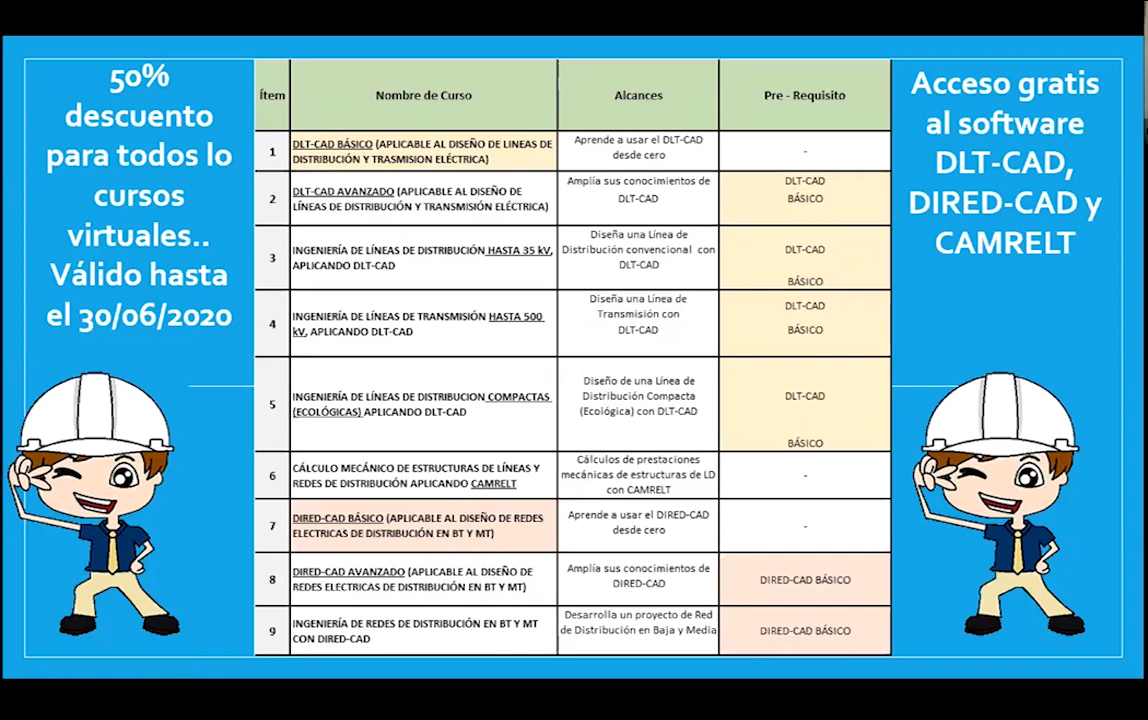 50%
descuento
para todos lo
cursos
virtuales..
Válido hasta
el 30/06/2020
Ítem
Nombre de Curso
Alcances
Pre - Requisito
1
DLT-CAD BÁSICO (APLICABLE AL DISEÑO DE LINEAS DE
DISTRIBUCIÓN Y TRASMISION ELÉCTRICA)
Aprende a usar el DLT-CAD
desde cero
-
2
DLT-CAD AVANZADO (APLICABLE AL DISEÑO DE
LÍNEAS DE DISTRIBUCIÓN Y TRANSMISIÓN ELÉCTRICA)
Amplía sus conocimientos de
DLT-CAD
DLT-CAD
BÁSICO
3
INGENIERÍA DE LÍNEAS DE DISTRIBUCIÓN HASTA 35 kV,
APLICANDO DLT-CAD
Diseña una Línea de
Distribución convencional con
DLT-CAD
DLT-CAD
BÁSICO
4
INGENIERÍA DE LÍNEAS DE TRANSMISIÓN HASTA 500
kV, APLICANDO DLT-CAD
Diseña una Línea de
Transmisión con
DLT-CAD
DLT-CAD
BÁSICO
5
INGENIERÍA DE LÍNEAS DE DISTRIBUCION COMPACTAS
(ECOLÓGICAS) APLICANDO DLT-CAD
Diseño de una Línea de
Distribución Compacta
(Ecológica) con DLT-CAD
DLT-CAD
BÁSICO
6
CÁLCULO MECÁNICO DE ESTRUCTURAS DE LÍNEAS Y
REDES DE DISTRIBUCIÓN APLICANDO CAMRELT
Cálculos de prestaciones
mecánicas de estructuras de LD
con CAMRELT
-
7
DIRED-CAD BÁSICO (APLICABLE AL DISEÑO DE REDES
ELECTRICAS DE DISTRIBUCIÓN EN BT Y MT)
Aprende a usar el DIRED-CAD
desde cero
-
8
DIRED-CAD AVANZADO (APLICABLE AL DISEÑO DE
REDES ELECTRICAS DE DISTRIBUCIÓN EN BT Y MT)
Amplía sus conocimientos de
DIRED-CAD
DIRED-CAD BÁSICO
9
INGENIERÍA DE REDES DE DISTRIBUCIÓN EN BT Y MT
CON DIRED-CAD
Desarrolla un proyecto de Red
de Distribución en Baja y Media
DIRED-CAD BÁSICO
Acceso gratis
al software
DLT-CAD,
DIRED-CAD y
CAMRELT